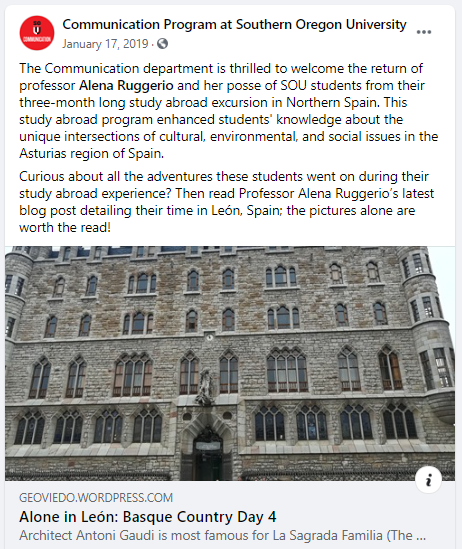 Communication Program at Southern Oregon University
January 17, 2019 ·
COMMUNICATION
The Communication department is thrilled to welcome the return of
professor Alena Ruggerio and her posse of SOU students from their
three-month long study abroad excursion in Northern Spain. This
study abroad program enhanced students' knowledge about the
unique intersections of cultural, environmental, and social issues in the
Asturias region of Spain.
Curious about all the adventures these students went on during their
study abroad experience? Then read Professor Alena Ruggerio's latest
blog post detailing their time in León, Spain; the pictures alone are
worth the read!
GEOVIEDO.WORDPRESS.COM
Alone in León: Basque Country Day 4
Architect Antoni Gaudi is most famous for La Sagrada Familia (The ...